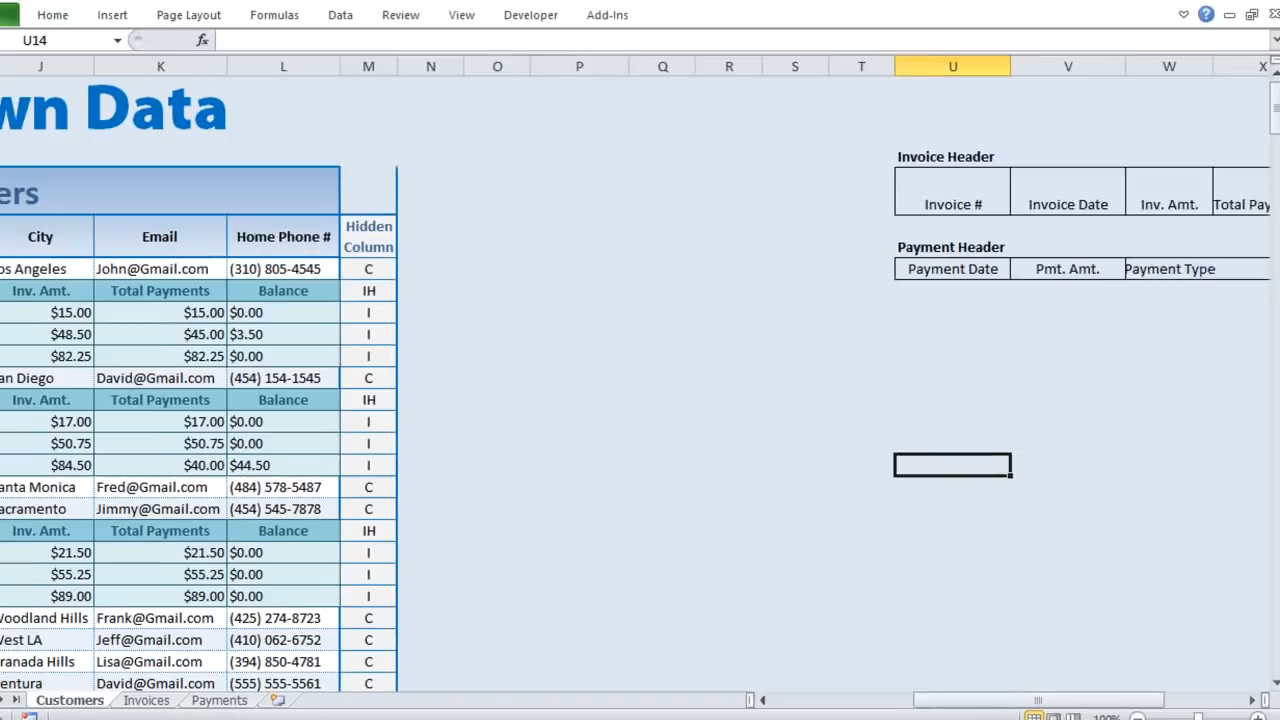 Home Insert Page Layout Formulas Data Review View Developer Add-Ins
U14 fx
J K L M N O P Q R S T U V W X
wn Data
ers
Hidden
Column
City Email Home Phone #
os Angeles John@Gmail.com (310) 805-4545 C
Inv. Amt. Total Payments Balance IH
$15.00 $15.00 $0.00 I
$48.50 $45.00 $3.50 I
$82.25 $82.25 $0.00 I
an Diego David@Gmail.com (454) 154-1545 C
Inv. Amt. Total Payments Balance IH
$17.00 $17.00 $0.00 I
$50.75 $50.75 $0.00 I
$84.50 $40.00 $44.50 I
anta Monica Fred@Gmail.com (484) 578-5487 C
acramento Jimmy@Gmail.com (454) 545-7878 C
Inv. Amt. Total Payments Balance IH
$21.50 $21.50 $0.00 I
$55.25 $55.25 $0.00 I
$89.00 $89.00 $0.00 I
Woodland Hills Frank@Gmail.com (425) 274-8723 C
West LA Jeff@Gmail.com (410) 062-6752 C
ranada Hills Lisa@Gmail.com (394) 850-4781 C
entura David@Gmail.com (555) 555-5561 C
Invoice Header
Invoice # Invoice Date Inv. Amt. Total Pay
Payment Header
Payment Date Pmt. Amt. Payment Type
Customers Invoices Payments
100%